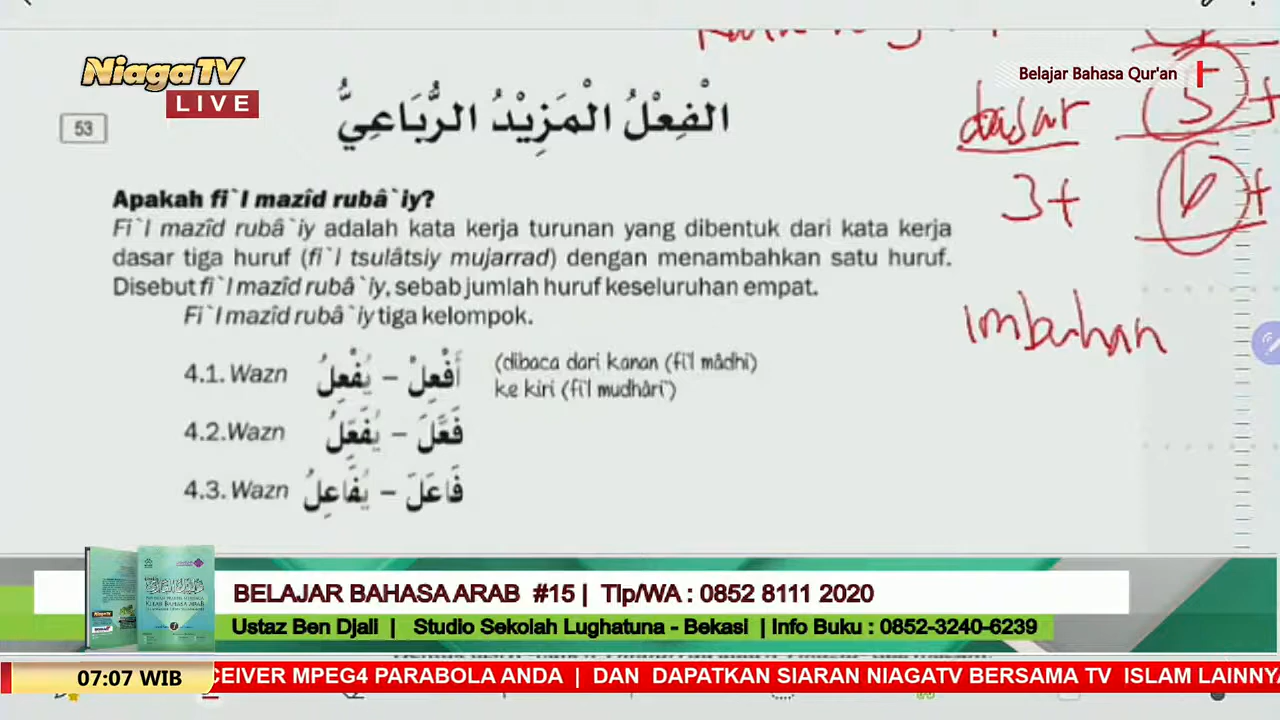 NiagaTV
LIVE
Belajar Bahasa Qur'an
53
الْفِعْلُ الْمَزِيْدُ الرُّبَاعِيُّ
dasar
3+
Apakah fi`l mazîd rubâ`iy?
Fi`l mazîd rubâ`iy adalah kata kerja turunan yang dibentuk dari kata kerja
dasar tiga huruf (fi`l tsulâtsiy mujarrad) dengan menambahkan satu huruf.
Disebut fi`l mazîd rubâ`iy, sebab jumlah huruf keseluruhan empat.
Fi`l mazîd rubâ`iy tiga kelompok.
imbuhan
4.1. Wazn أَفْعِلْ – يُفْعِلُ (dibaca dari kanan (fi'l mâdhi)
ke kiri (fi'l mudhâri')
4.2.Wazn فَعَّلَ – يُفَعِّلُ
4.3. Wazn فَاعَلَ – يُفَاعِلُ
BELAJAR BAHASA ARAB #15 | Tlp/WA : 0852 8111 2020
Ustaz Ben Djali | Studio Sekolah Lughatuna - Bekasi | Info Buku : 0852-3240-6239
07:07 WIB
CEIVER MPEG4 PARABOLA ANDA | DAN DAPATKAN SIARAN NIAGATV BERSAMA TV ISLAM LAINNYA